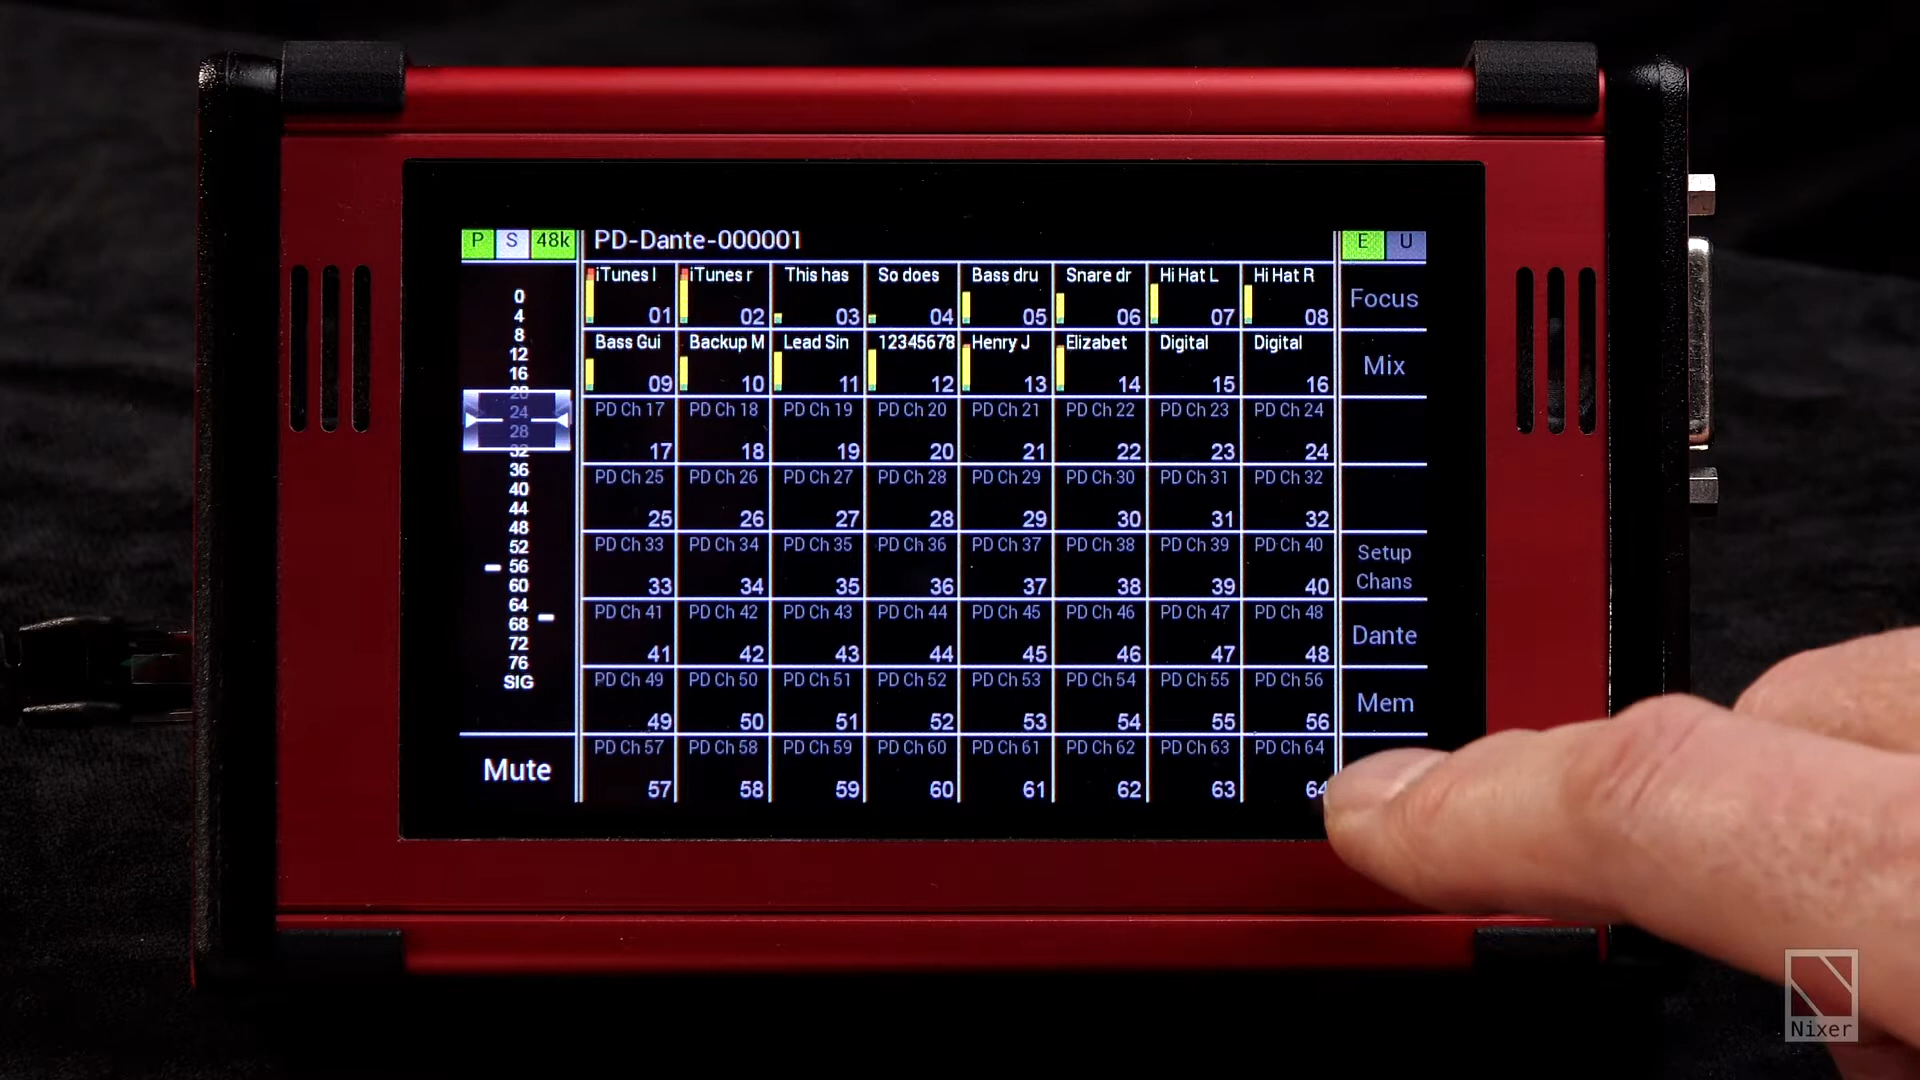 P S 48k PD-Dante-000001 E U
iTunes l iTunes r This has So does Bass dru Snare dr Hi Hat L Hi Hat R
01 02 03 04 05 06 07 08
Bass Gui Backup M Lead Sin 12345678 Henry J Elizabet Digital Digital
09 10 11 12 13 14 15 16
PD Ch 17 PD Ch 18 PD Ch 19 PD Ch 20 PD Ch 21 PD Ch 22 PD Ch 23 PD Ch 24
17 18 19 20 21 22 23 24
PD Ch 25 PD Ch 26 PD Ch 27 PD Ch 28 PD Ch 29 PD Ch 30 PD Ch 31 PD Ch 32
25 26 27 28 29 30 31 32
PD Ch 33 PD Ch 34 PD Ch 35 PD Ch 36 PD Ch 37 PD Ch 38 PD Ch 39 PD Ch 40
33 34 35 36 37 38 39 40
PD Ch 41 PD Ch 42 PD Ch 43 PD Ch 44 PD Ch 45 PD Ch 46 PD Ch 47 PD Ch 48
41 42 43 44 45 46 47 48
PD Ch 49 PD Ch 50 PD Ch 51 PD Ch 52 PD Ch 53 PD Ch 54 PD Ch 55 PD Ch 56
49 50 51 52 53 54 55 56
PD Ch 57 PD Ch 58 PD Ch 59 PD Ch 60 PD Ch 61 PD Ch 62 PD Ch 63 PD Ch 64
57 58 59 60 61 62 63 64
0
4
8
12
16
20
24
28
32
36
40
44
48
52
56
60
64
68
72
76
SIG
Mute
Focus
Mix
Setup
Chans
Dante
Mem
Nixer